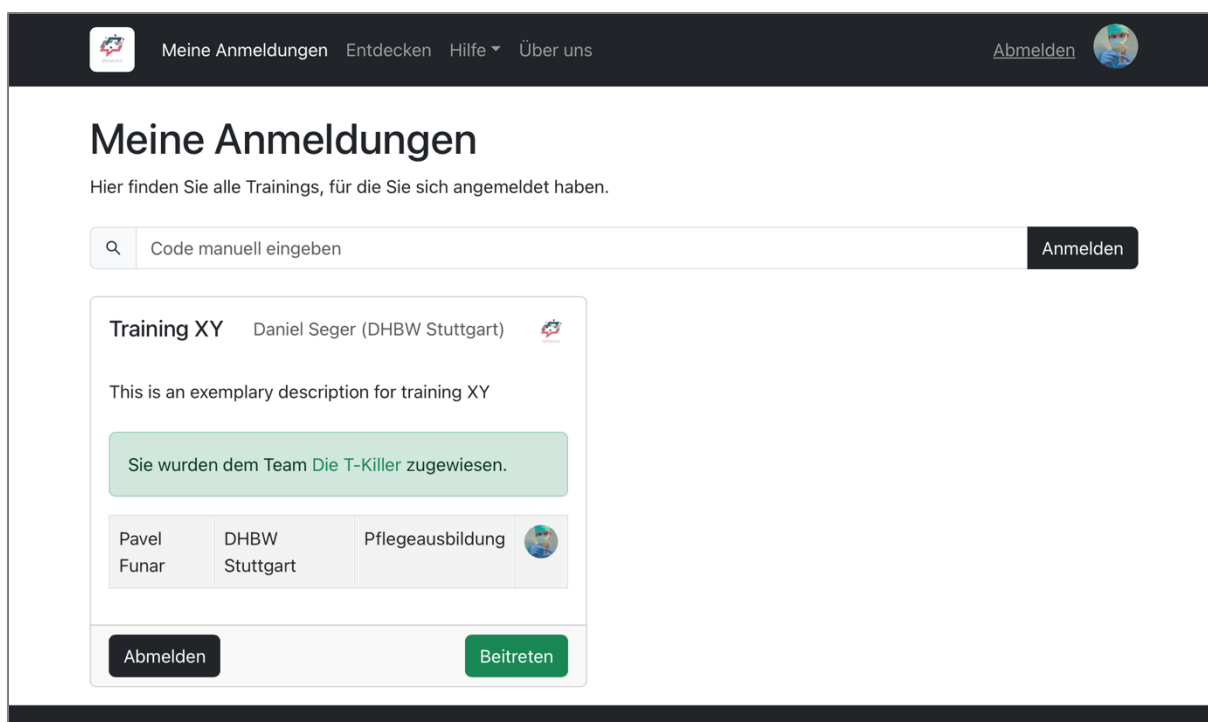 Meine Anmeldungen Entdecken Hilfe Über uns Abmelden
Meine Anmeldungen
Hier finden Sie alle Trainings, für die Sie sich angemeldet haben.
Code manuell eingeben Anmelden
Training XY Daniel Seger (DHBW Stuttgart)
This is an exemplary description for training XY
Sie wurden dem Team Die T-Killer zugewiesen.
Pavel DHBW Pflegeausbildung
Funar Stuttgart
Abmelden Beitreten